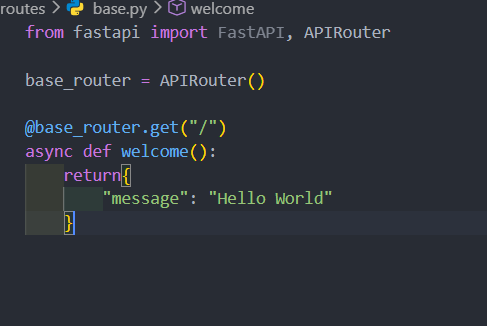 routes > base.py > welcome
from fastapi import FastAPI, APIRouter
base_router = APIRouter()
@base_router.get("/")
async def welcome():
    return{
        "message": "Hello World"
    }